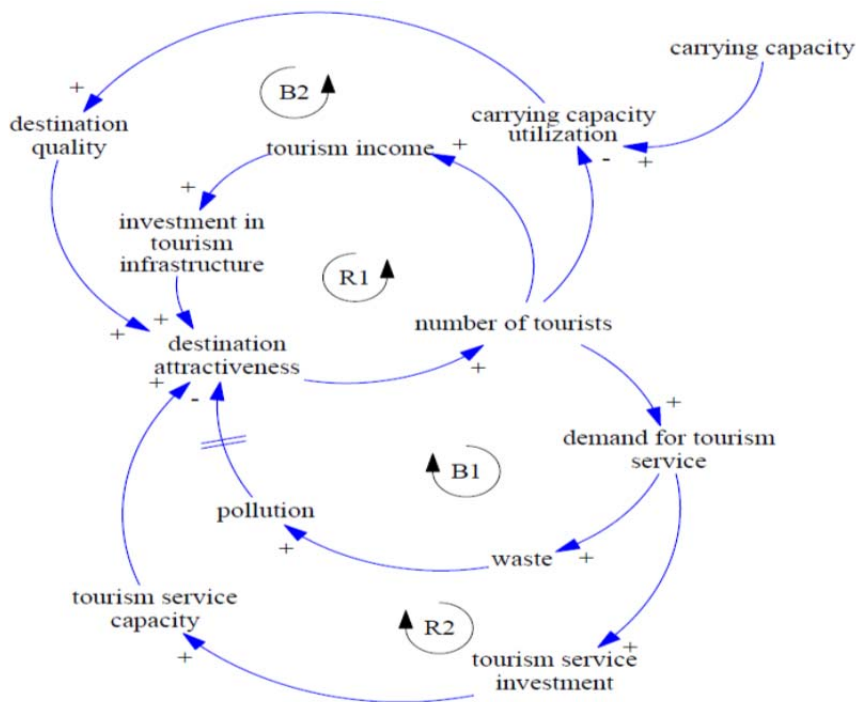 carrying capacity
B2
+
destination
quality
carrying capacity
utilization
+
tourism income
-
+
+
investment in
tourism
infrastructure
R1
number of tourists
+
+
destination
attractiveness
+
+
-
+
demand for tourism
service
B1
pollution
+
waste
+
tourism service
capacity
+
R2
+
tourism service
investment